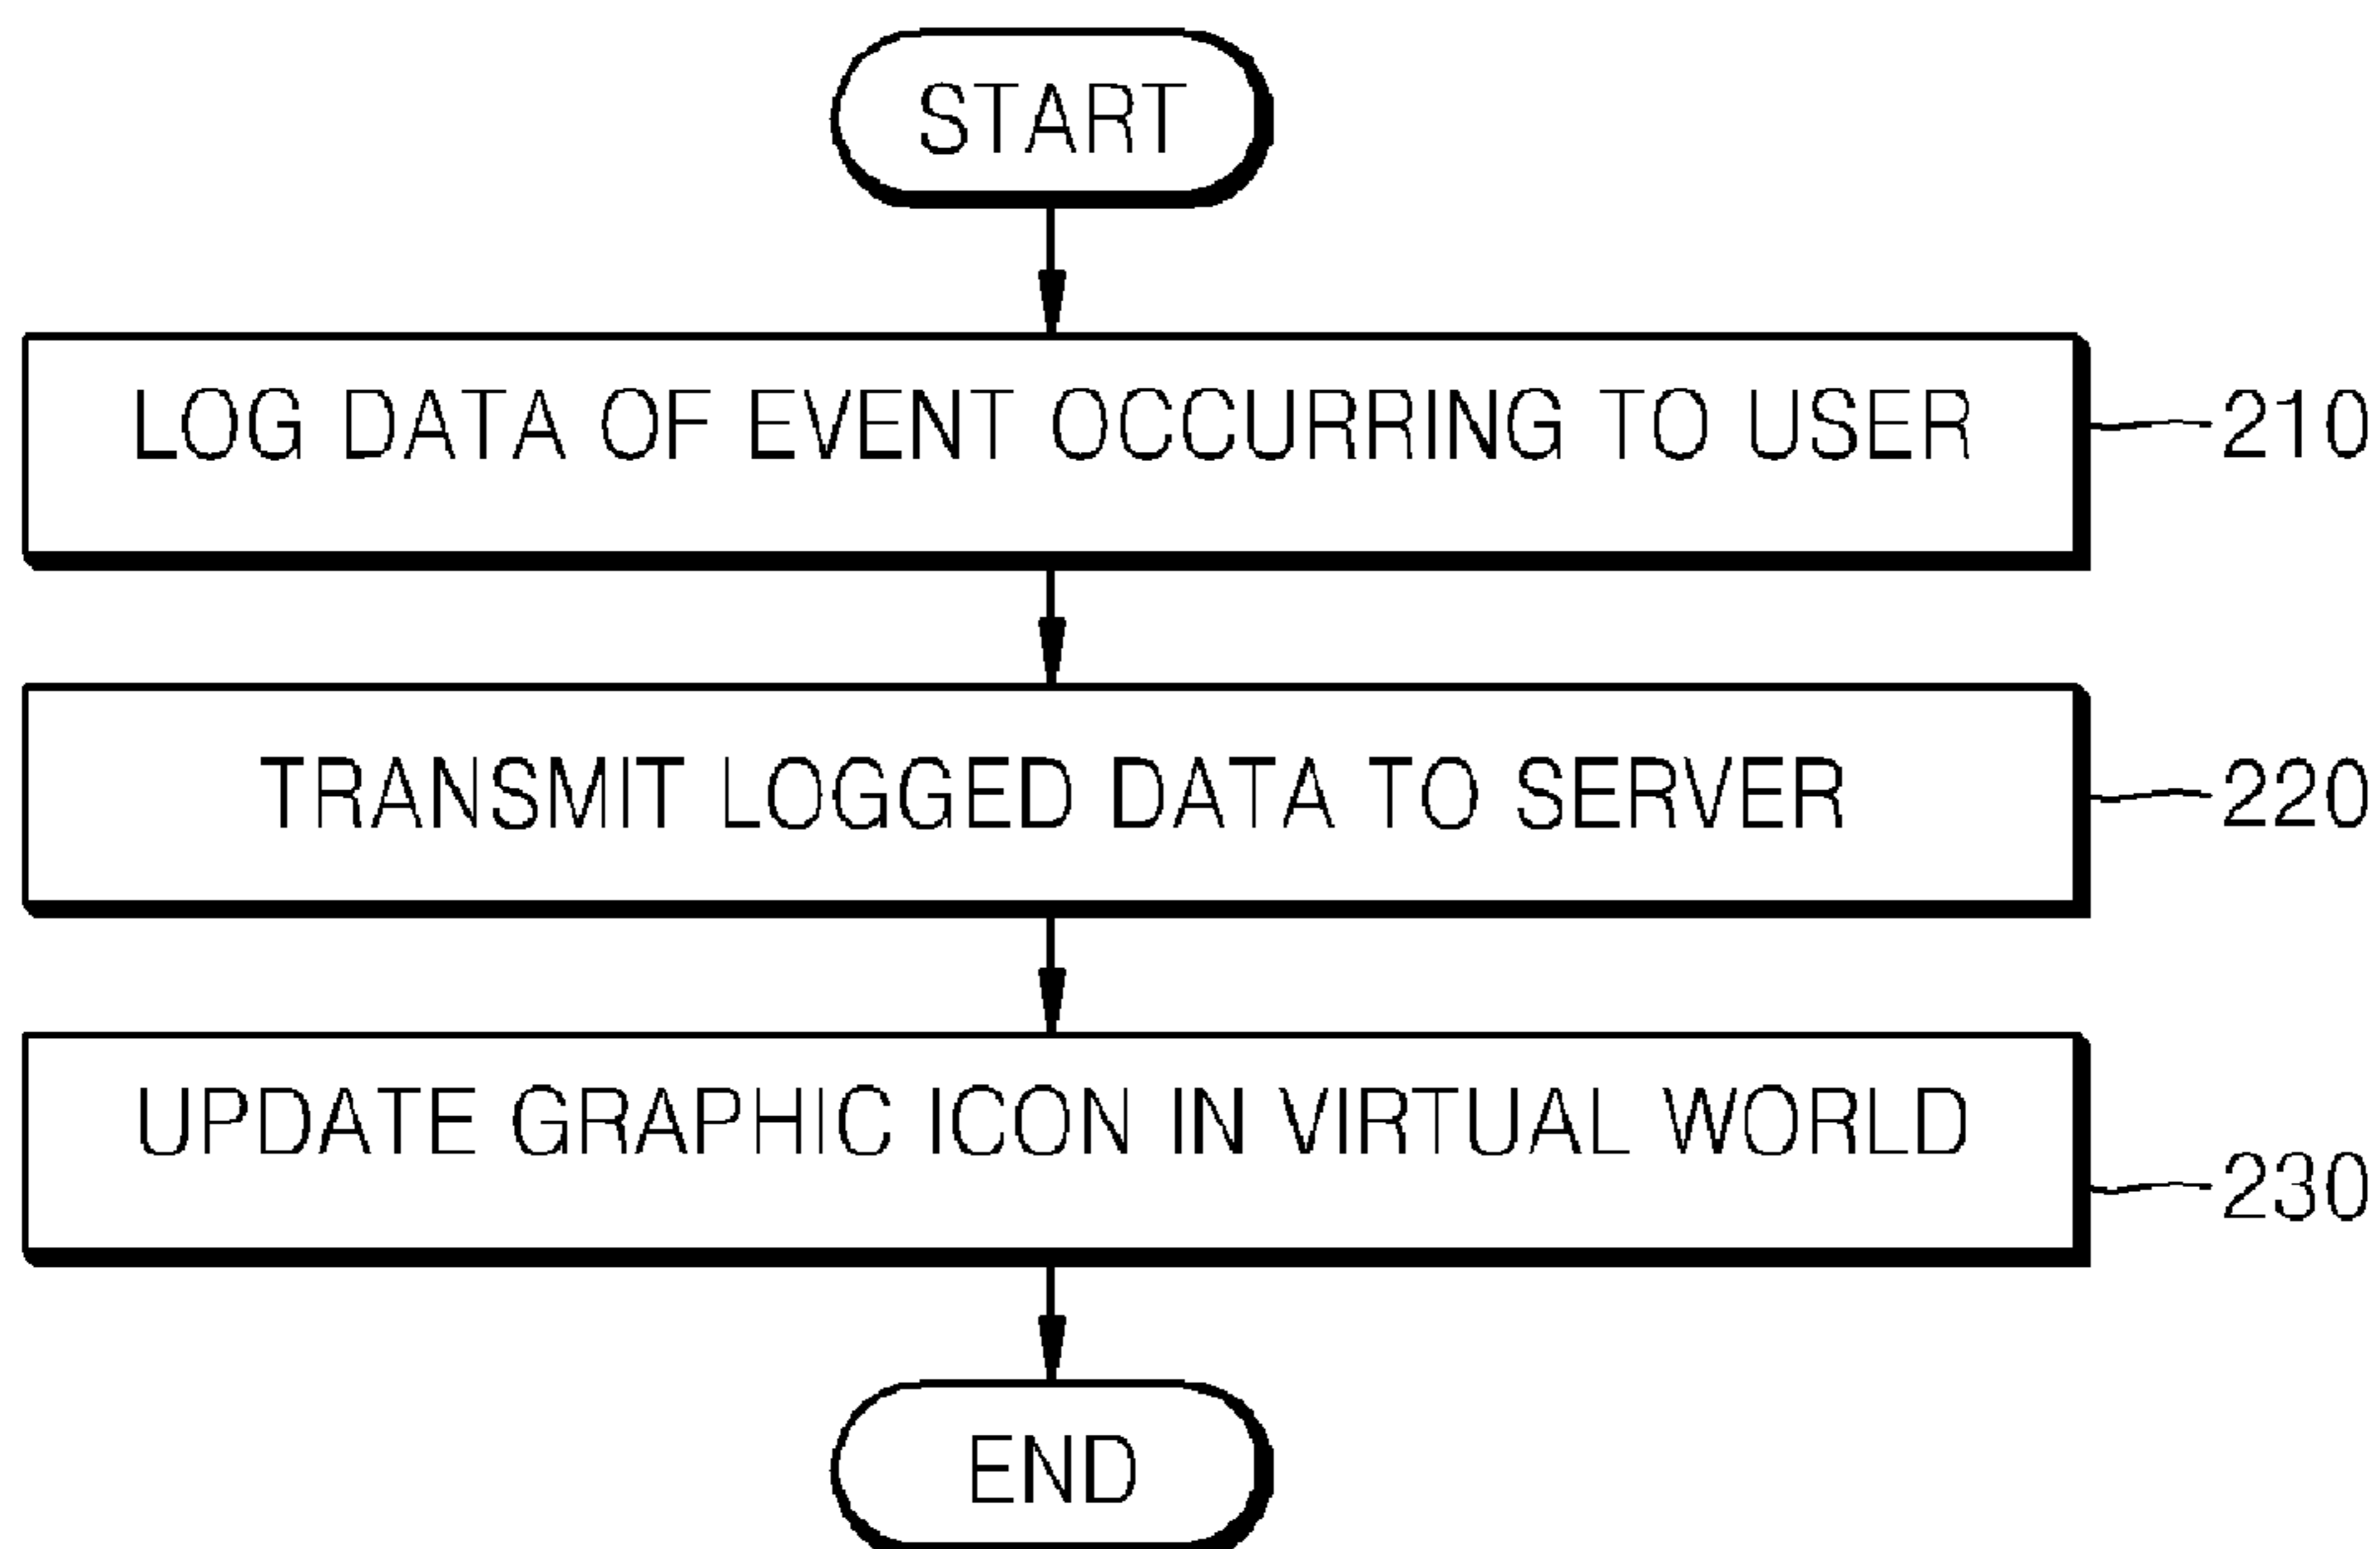 START
LOG DATA OF EVENT OCCURRING TO USER
210
TRANSMIT LOGGED DATA TO SERVER
220
UPDATE GRAPHIC ICON IN VIRTUAL WORLD
230
END